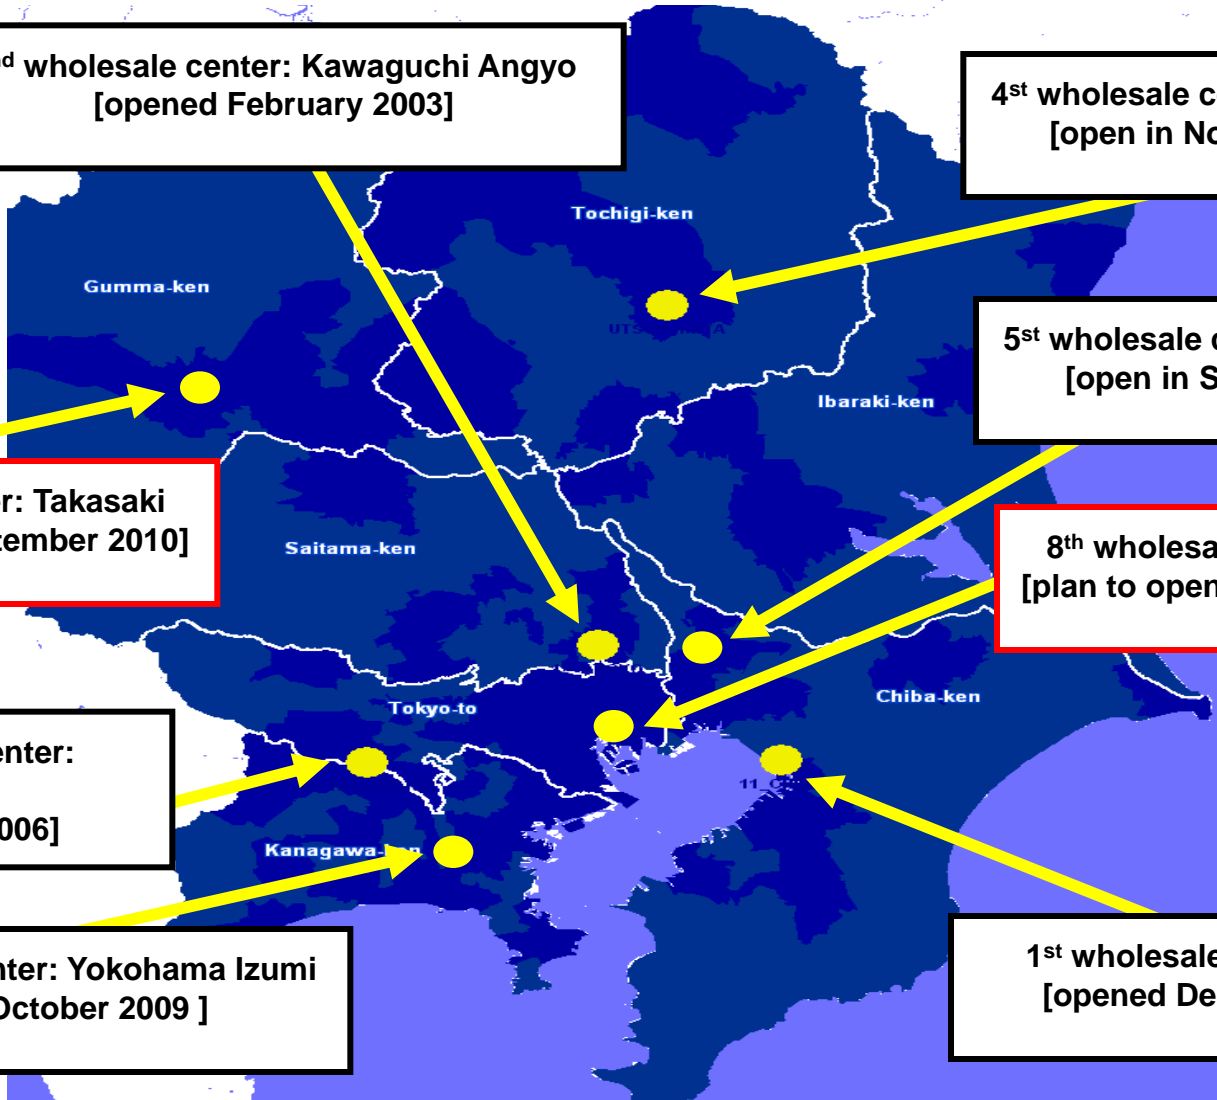 nd wholesale center: Kawaguchi Angyo
[opened February 2003]
4st wholesale c
[open in No
Tochigi-ken
Gumma-ken
5st wholesale
[open in S
Ibaraki-ken
r: Takasaki
tember 2010]
Saitama-ken
8th wholesa
[plan to open
Tokyo-to
Chiba-ken
enter:
006]
Kanagawa-ken
nter: Yokohama Izumi
October 2009 ]
1st wholesale
[opened De